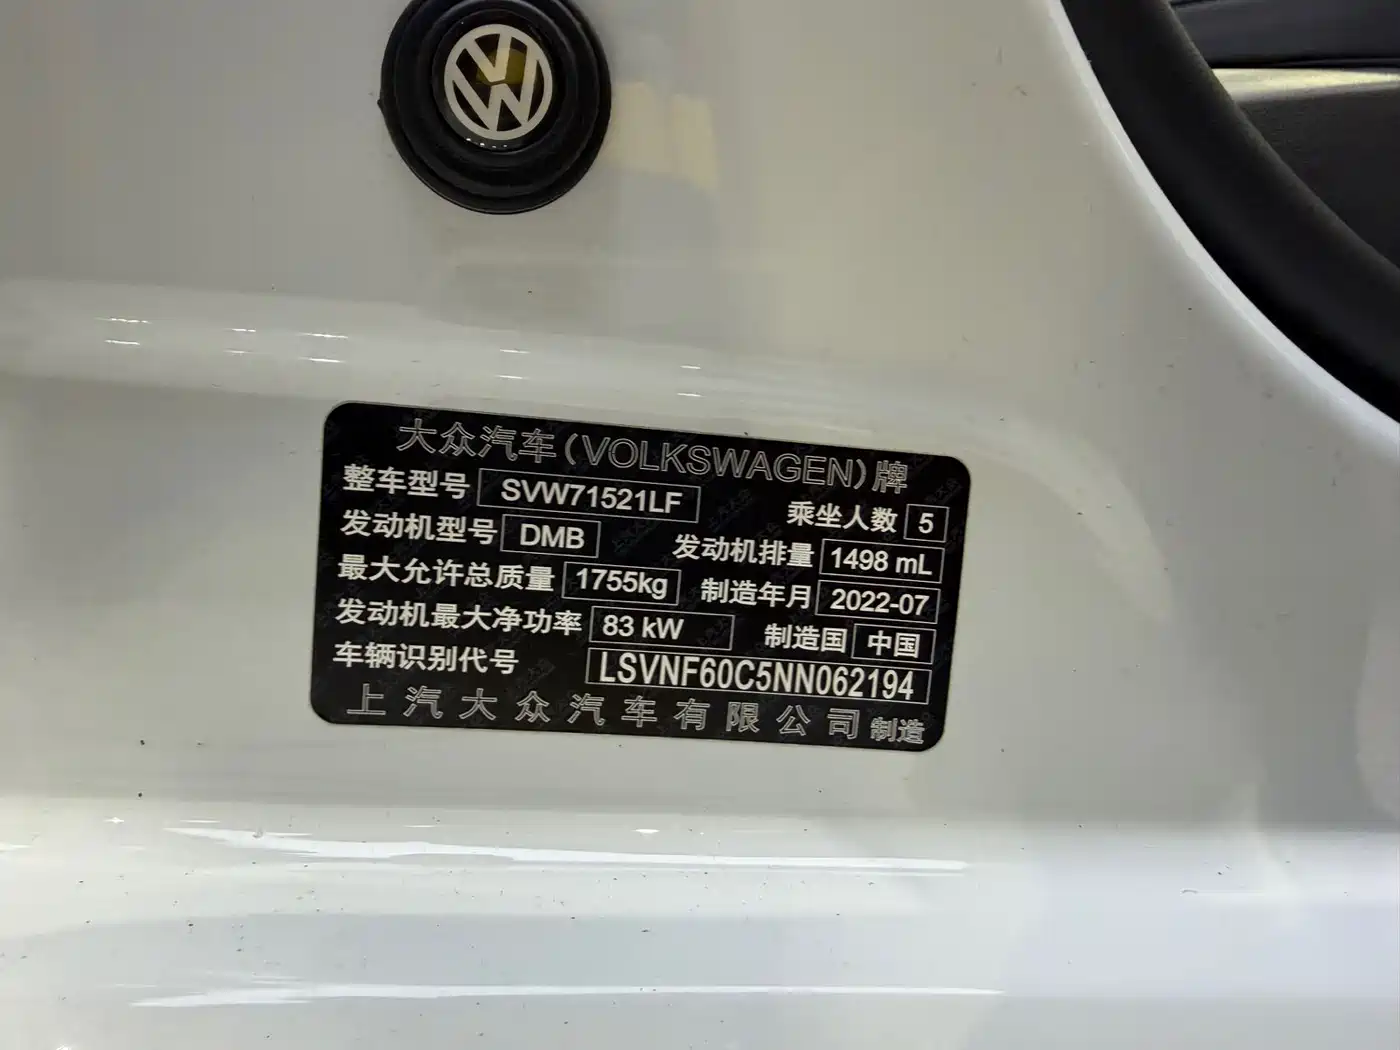 大众汽车(VOLKSWAGEN)牌
整车型号 SVW71521LF 乘坐人数 5
发动机型号 DMB 发动机排量 1498 mL
最大允许总质量 1755kg 制造年月 2022-07
发动机最大净功率 83 kW 制造国 中国
车辆识别代号 LSVNF60C5NN062194
上汽大众汽车有限公司 制造